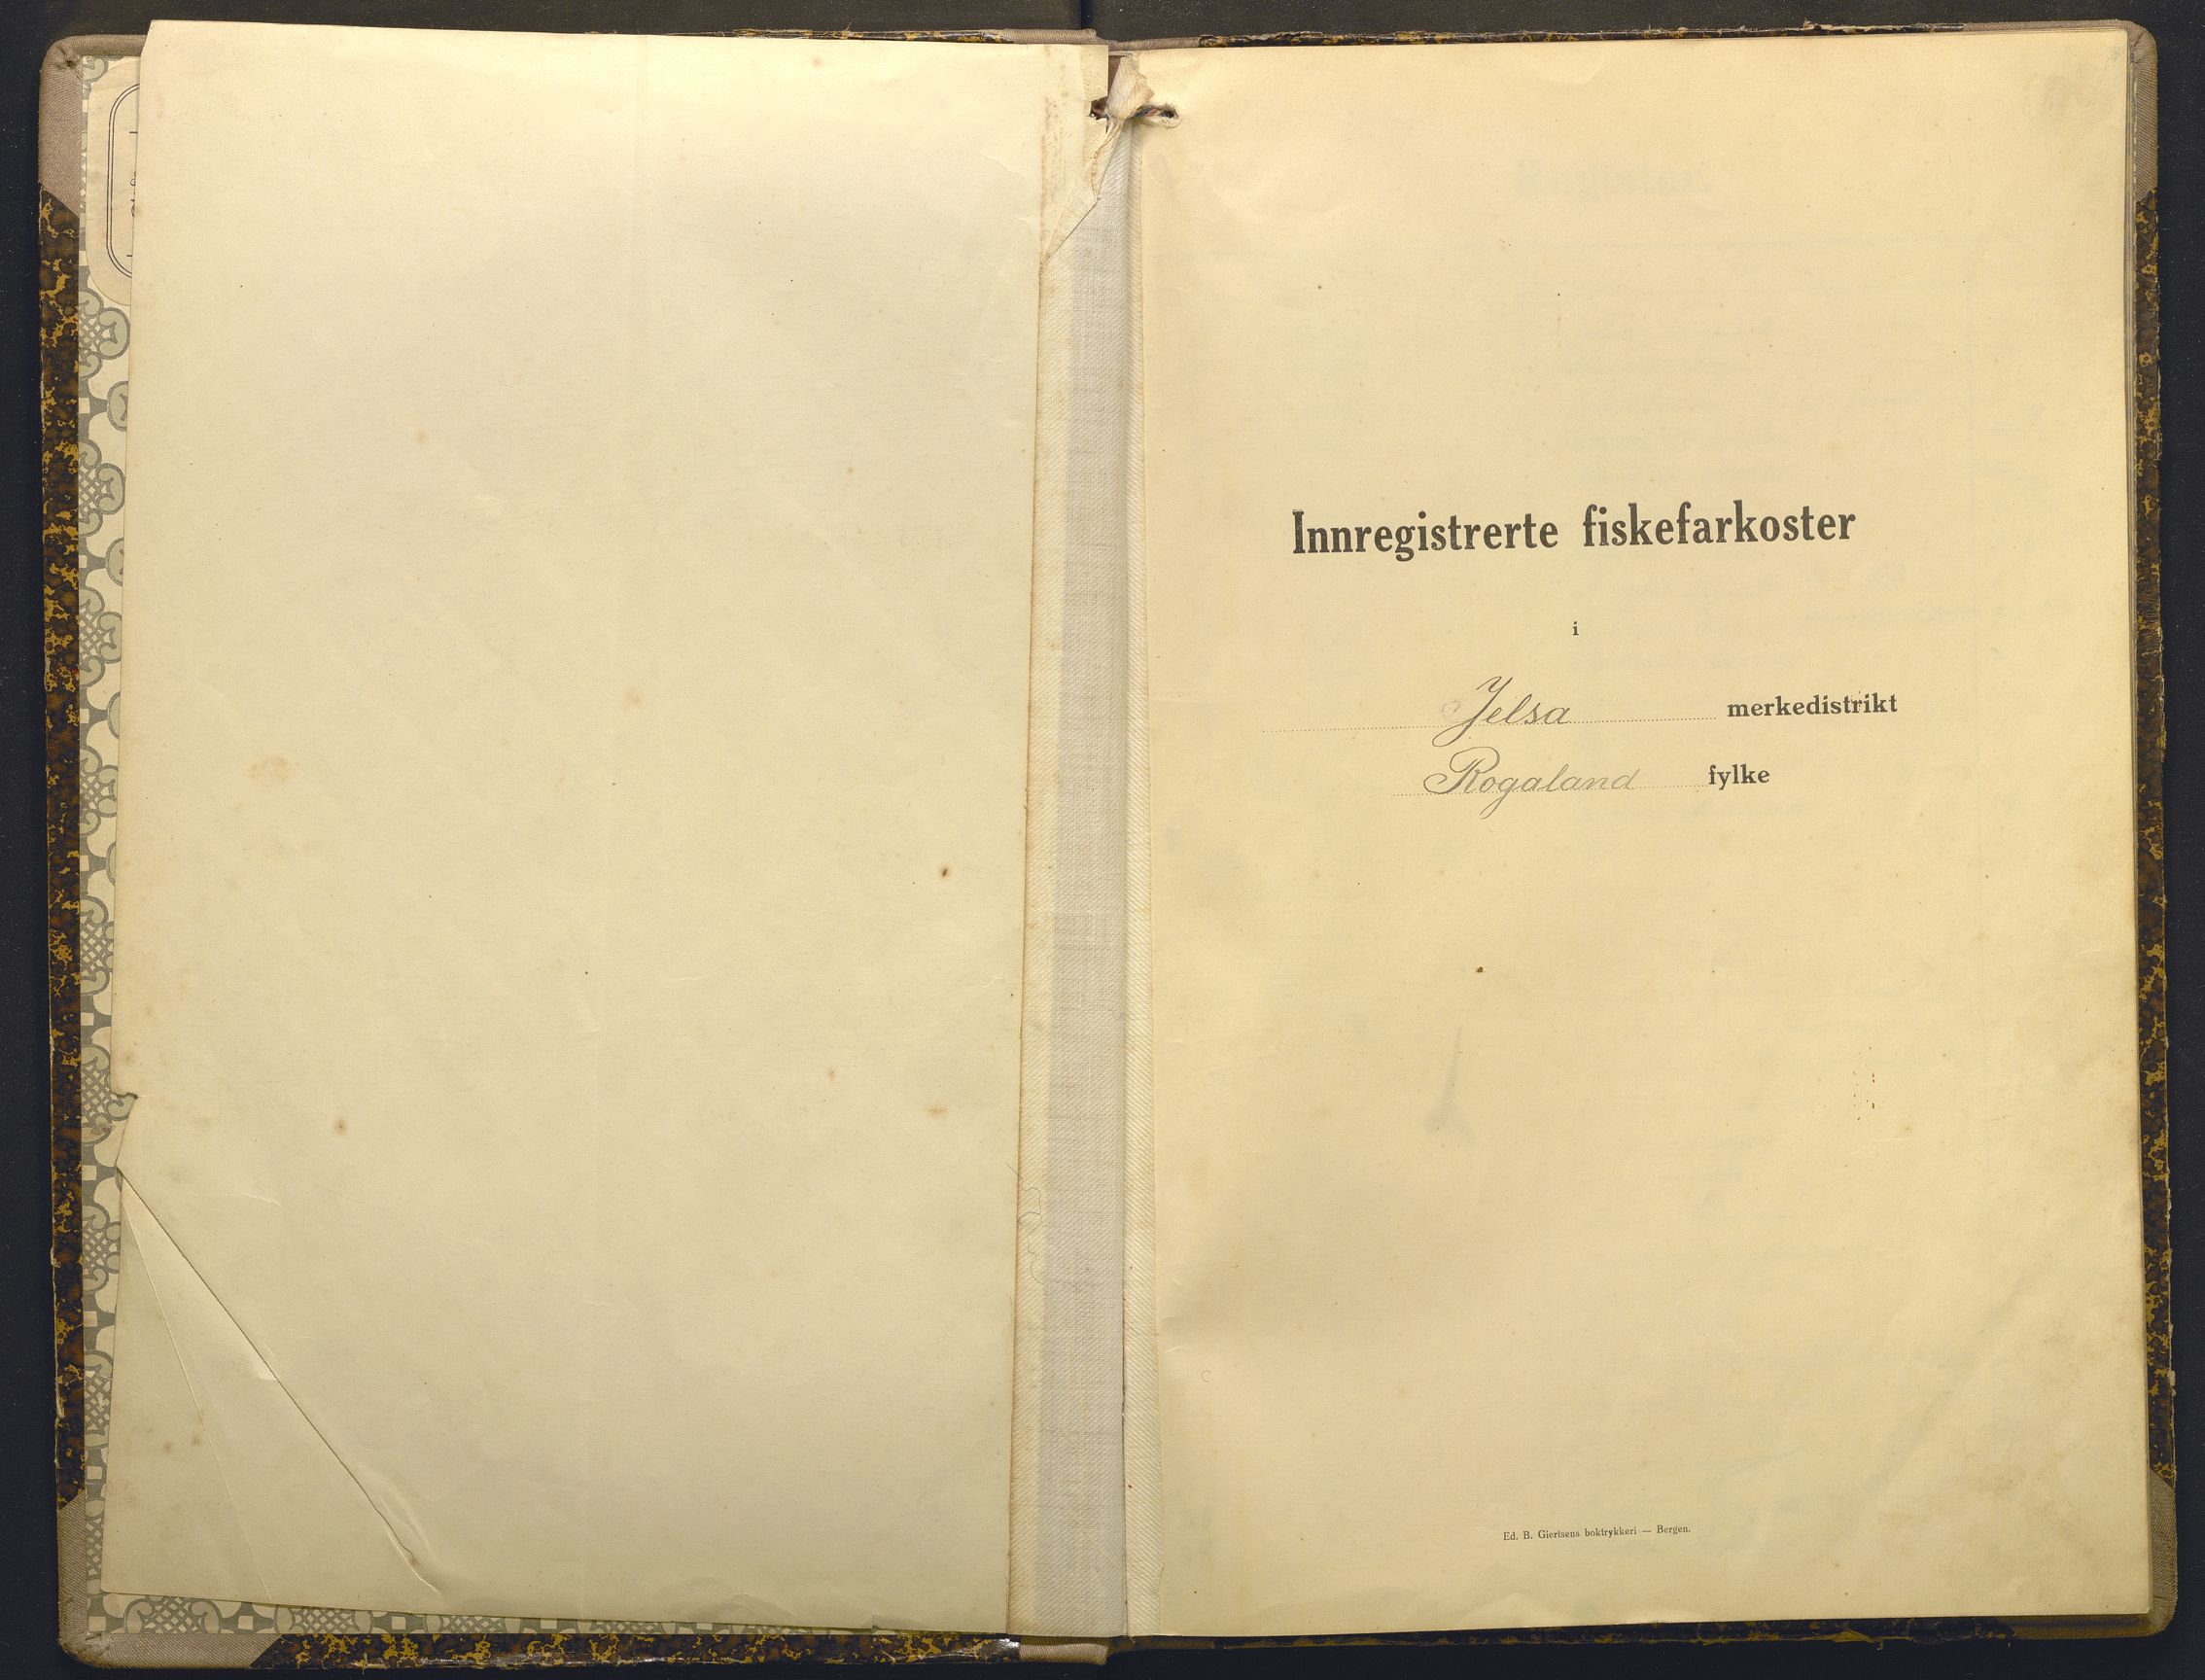 Innregistrerte fiskefarkoster
i
Jelsa merkedistrikt
Rogaland fylke
Ed. B. Giertsens boktrykkeri — Bergen.